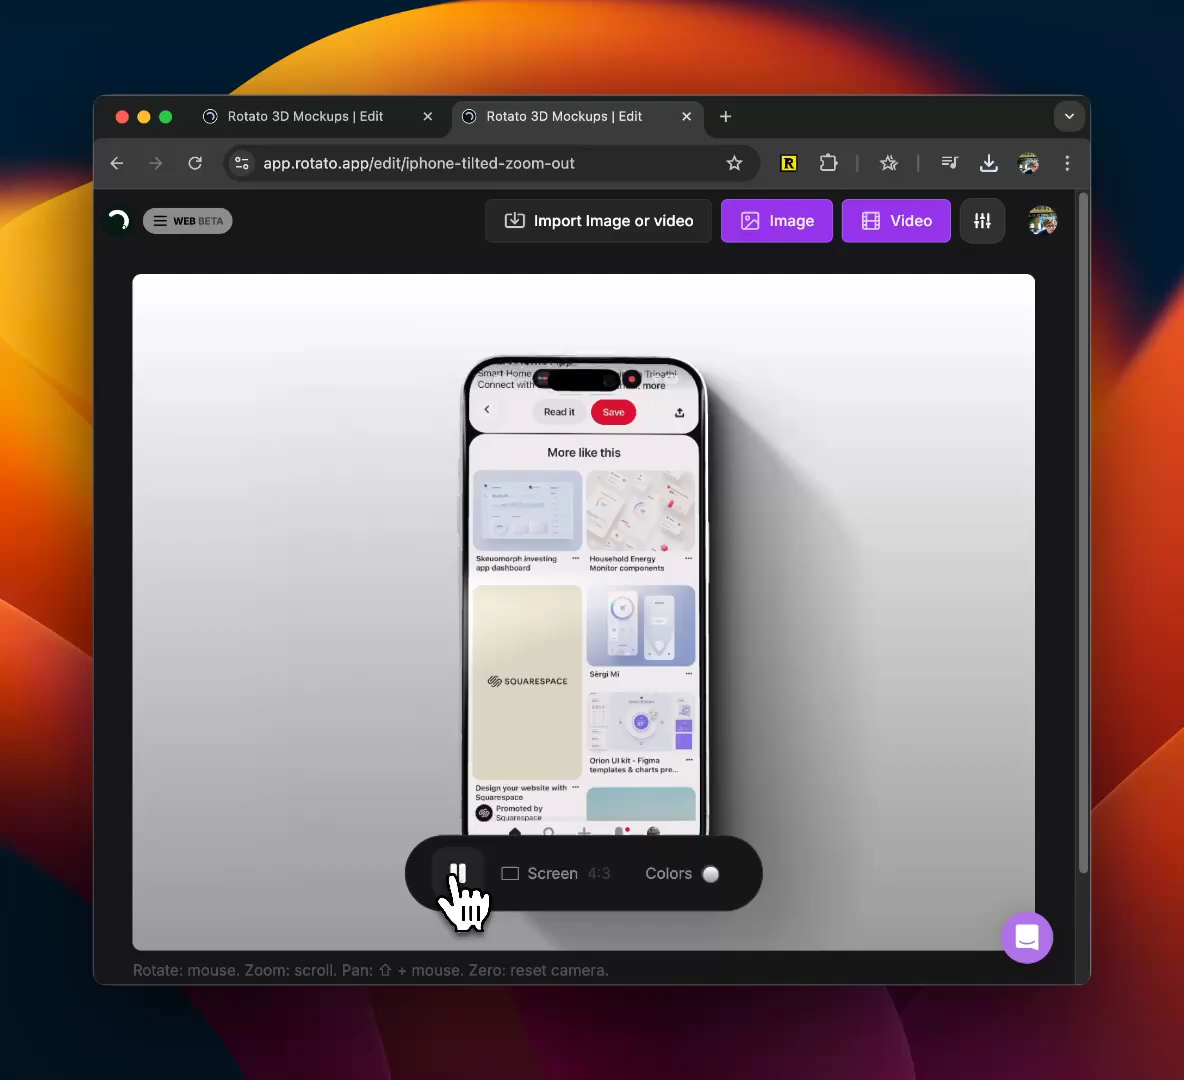 Rotato 3D Mockups | Edit
Rotato 3D Mockups | Edit
app.rotato.app/edit/iphone-tilted-zoom-out
R
WEB BETA
Import Image or video
Image
Video
Smart Home
Tripathi
Connect with
more
Read it
Save
More like this
Skeuomorph investing
app dashboard
Household Energy
Monitor components
SQUARESPACE
Sergi Mi
Orion UI kit - Figma
templates & charts pre...
Design your website with
Squarespace
Promoted by
Squarespace
Screen 4:3
Colors
Rotate: mouse. Zoom: scroll. Pan: ⇧ + mouse. Zero: reset camera.